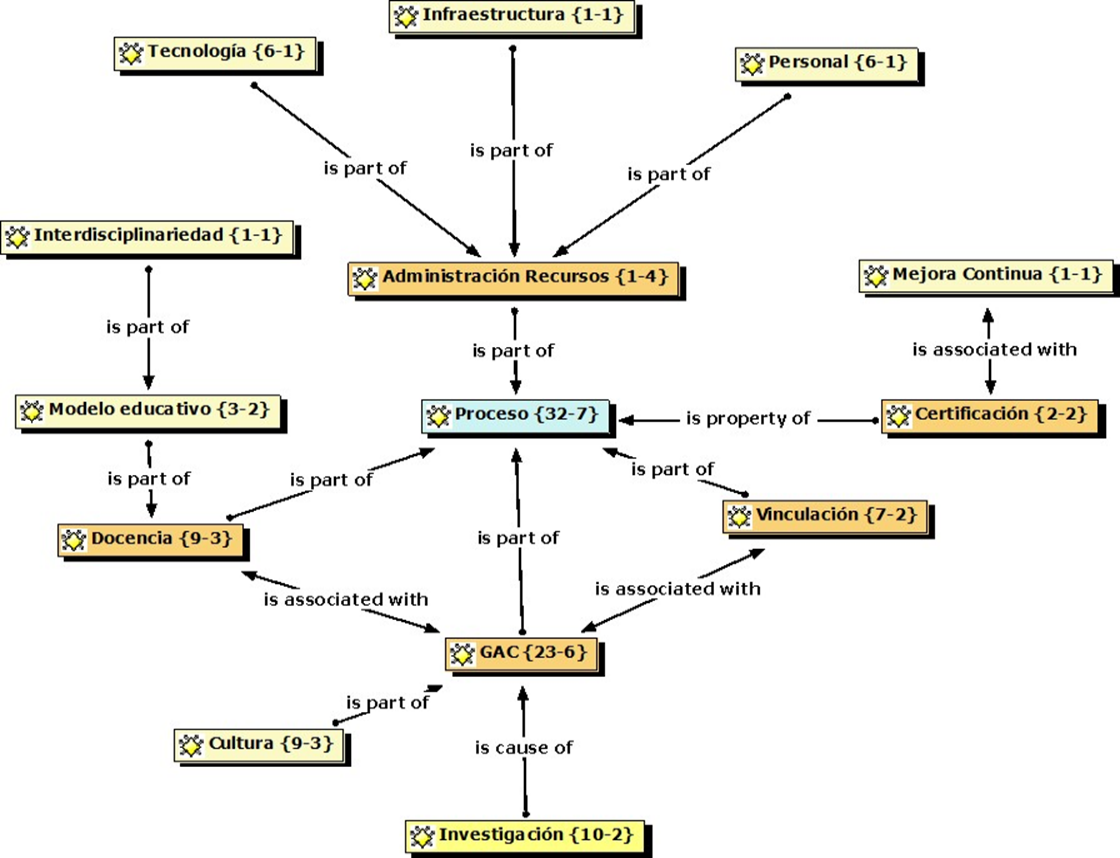 Infraestructura {1-1}
Tecnología {6-1}
Personal {6-1}
is part of
is part of
is part of
Interdisciplinariedad {1-1}
Administración Recursos {1-4}
Mejora Continua {1-1}
is part of
is part of
is associated with
Modelo educativo {3-2}
Proceso {32-7}
is property of
Certificación {2-2}
is part of
is part of
is part of
Vinculación {7-2}
Docencia {9-3}
is part of
is associated with
is associated with
GAC {23-6}
is part of
Cultura {9-3}
is cause of
Investigación {10-2}